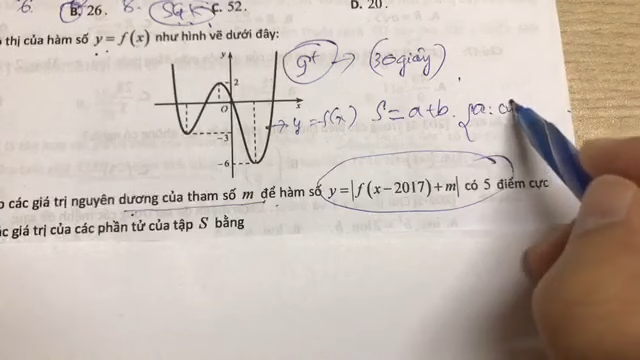 B. 26. C. 52. D. 20.
thị của hàm số y=f(x) như hình vẽ dưới đây:
y
2
O
x
-3
-6
(30 giây)
y = f(x) S = a+b
các giá trị nguyên dương của tham số m để hàm số y=|f(x-2017)+m| có 5 điểm cực
các giá trị của các phần tử của tập S bằng